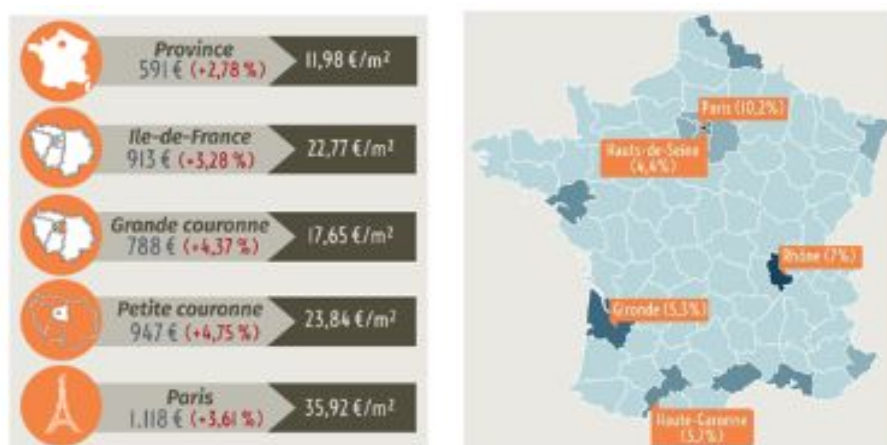 Province
591 € (+2,78 %)
11,98 €/m²
Ile-de-France
913 € (+3,28 %)
22,77 €/m²
Grande couronne
788 € (+4,37 %)
17,65 €/m²
Petite couronne
947 € (+4,75 %)
23,84 €/m²
Paris
1.118 € (+3,61 %)
35,92 €/m²
Paris (10,2%)
Hauts-de-Seine
(4,4%)
Rhône (7%)
Gironde (5,3%)
Haute-Garonne